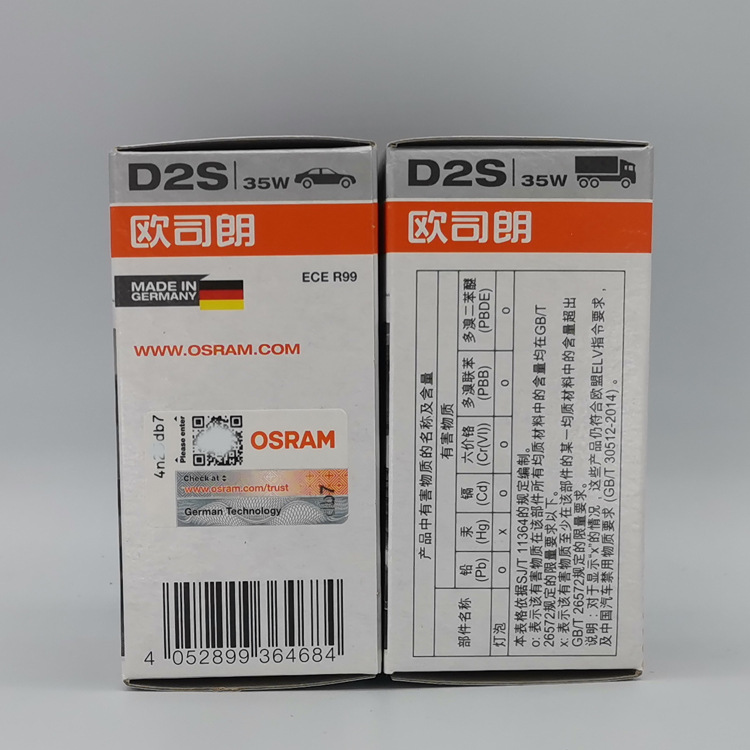 D2S 35W
欧司朗
MADE IN
GERMANY
ECE R99
WWW.OSRAM.COM
Please enter
OSRAM
Check at
www.osram.com/trust
German Technology
db7
4 052899 364684
D2S 35W
欧司朗
产品中有害物质的名称及含量
部件名称 有害物质
铅 (Pb) 汞 (Hg) 镉 (Cd) 六价铬 (Cr(VI)) 多溴联苯 (PBB) 多溴二苯醚 (PBDE)
灯泡 o x o o o o
本表格依据SJ/T 11364的规定编制。
o: 表示该有害物质在该部件所有均质材料中的含量均在GB/T
26572规定的限量要求以下。
x: 表示该有害物质至少在该部件的某一均质材料中的含量超出
GB/T 26572规定的限量要求。
说明: 对于显示“x”的情况, 这些产品仍符合欧盟ELV指令要求,
及中国汽车禁用物质要求 (GB/T 30512-2014) 。